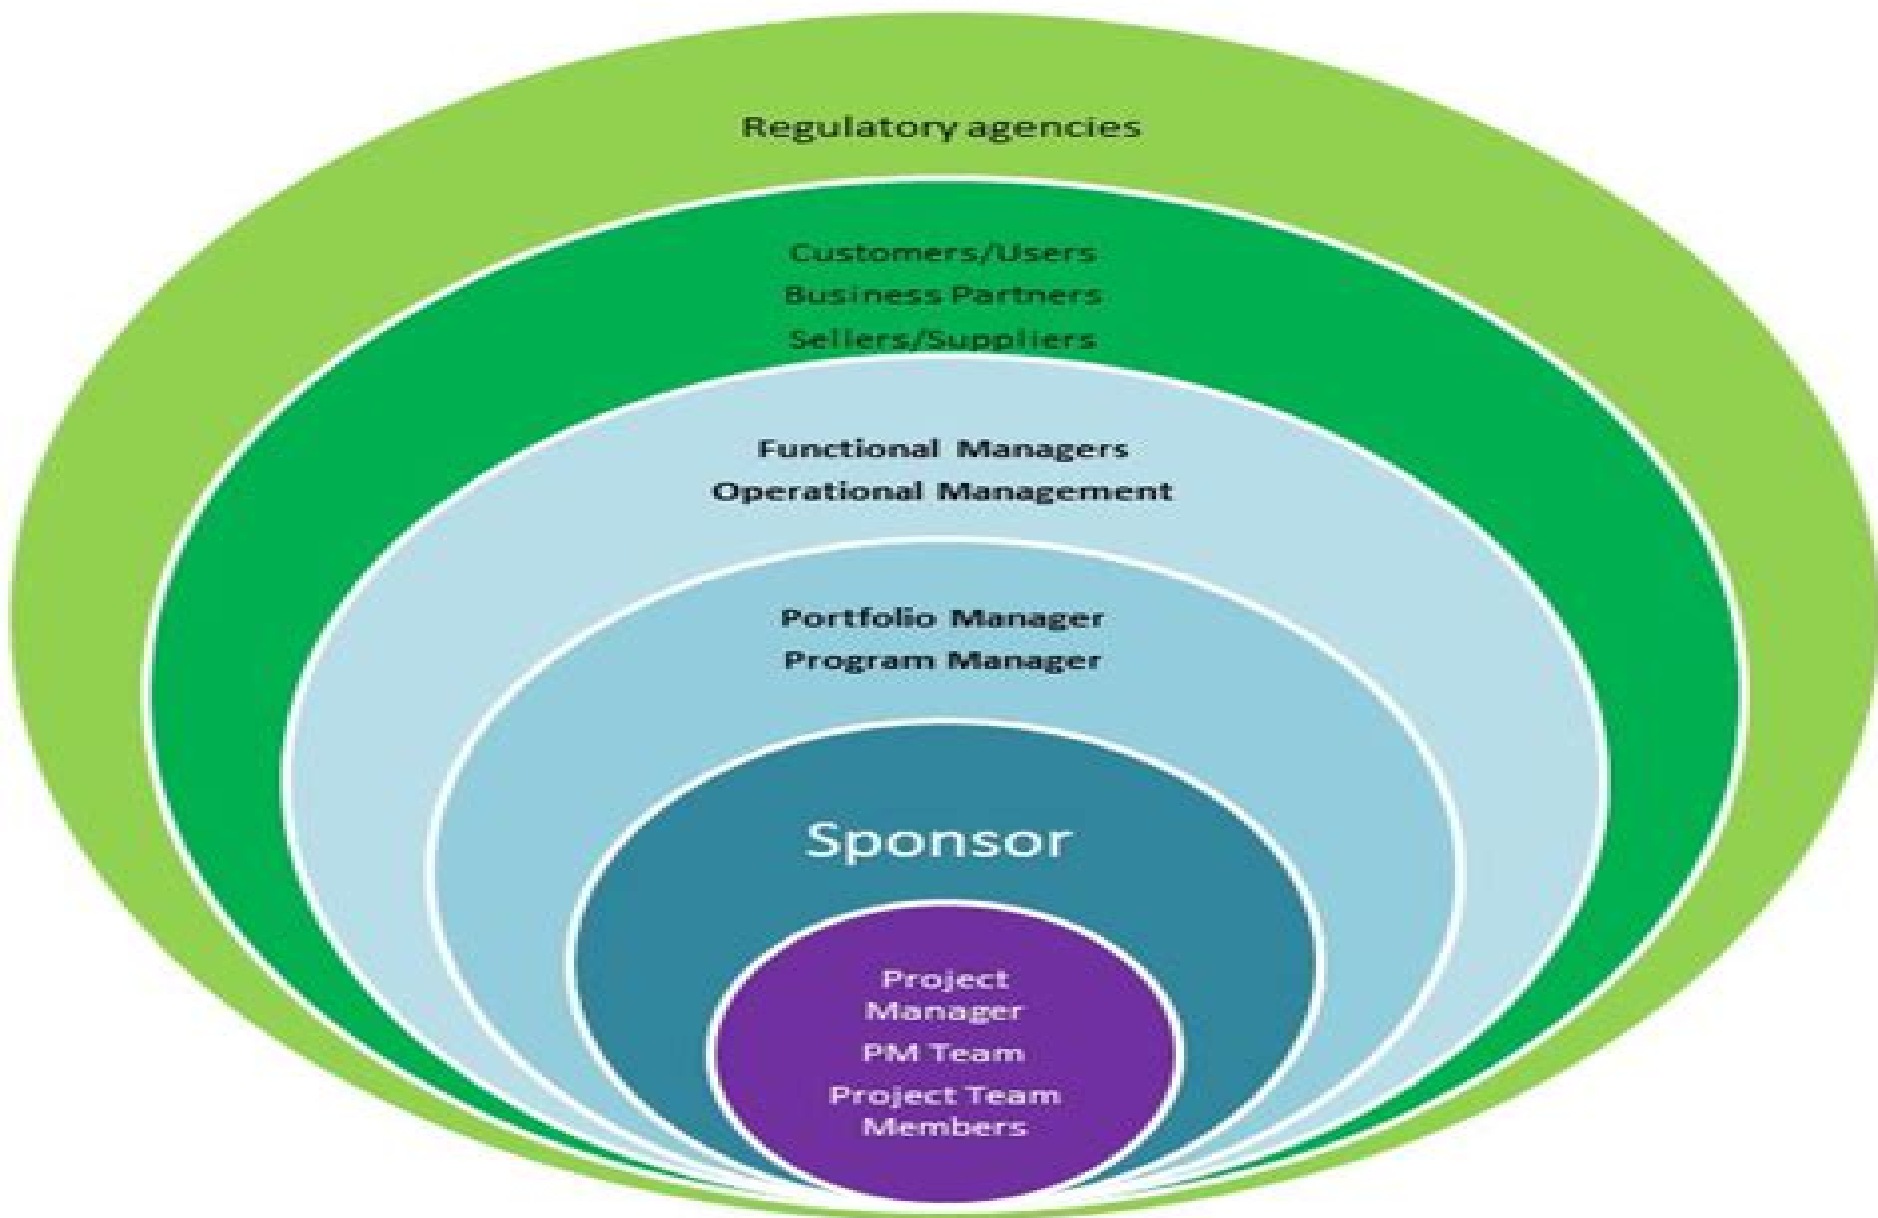 Regulatory agencies
Customers/Users
Business Partners
Sellers/Suppliers
Functional Managers
Operational Management
Portfolio Manager
Program Manager
Sponsor
Project
Manager
PM Team
Project Team
Members